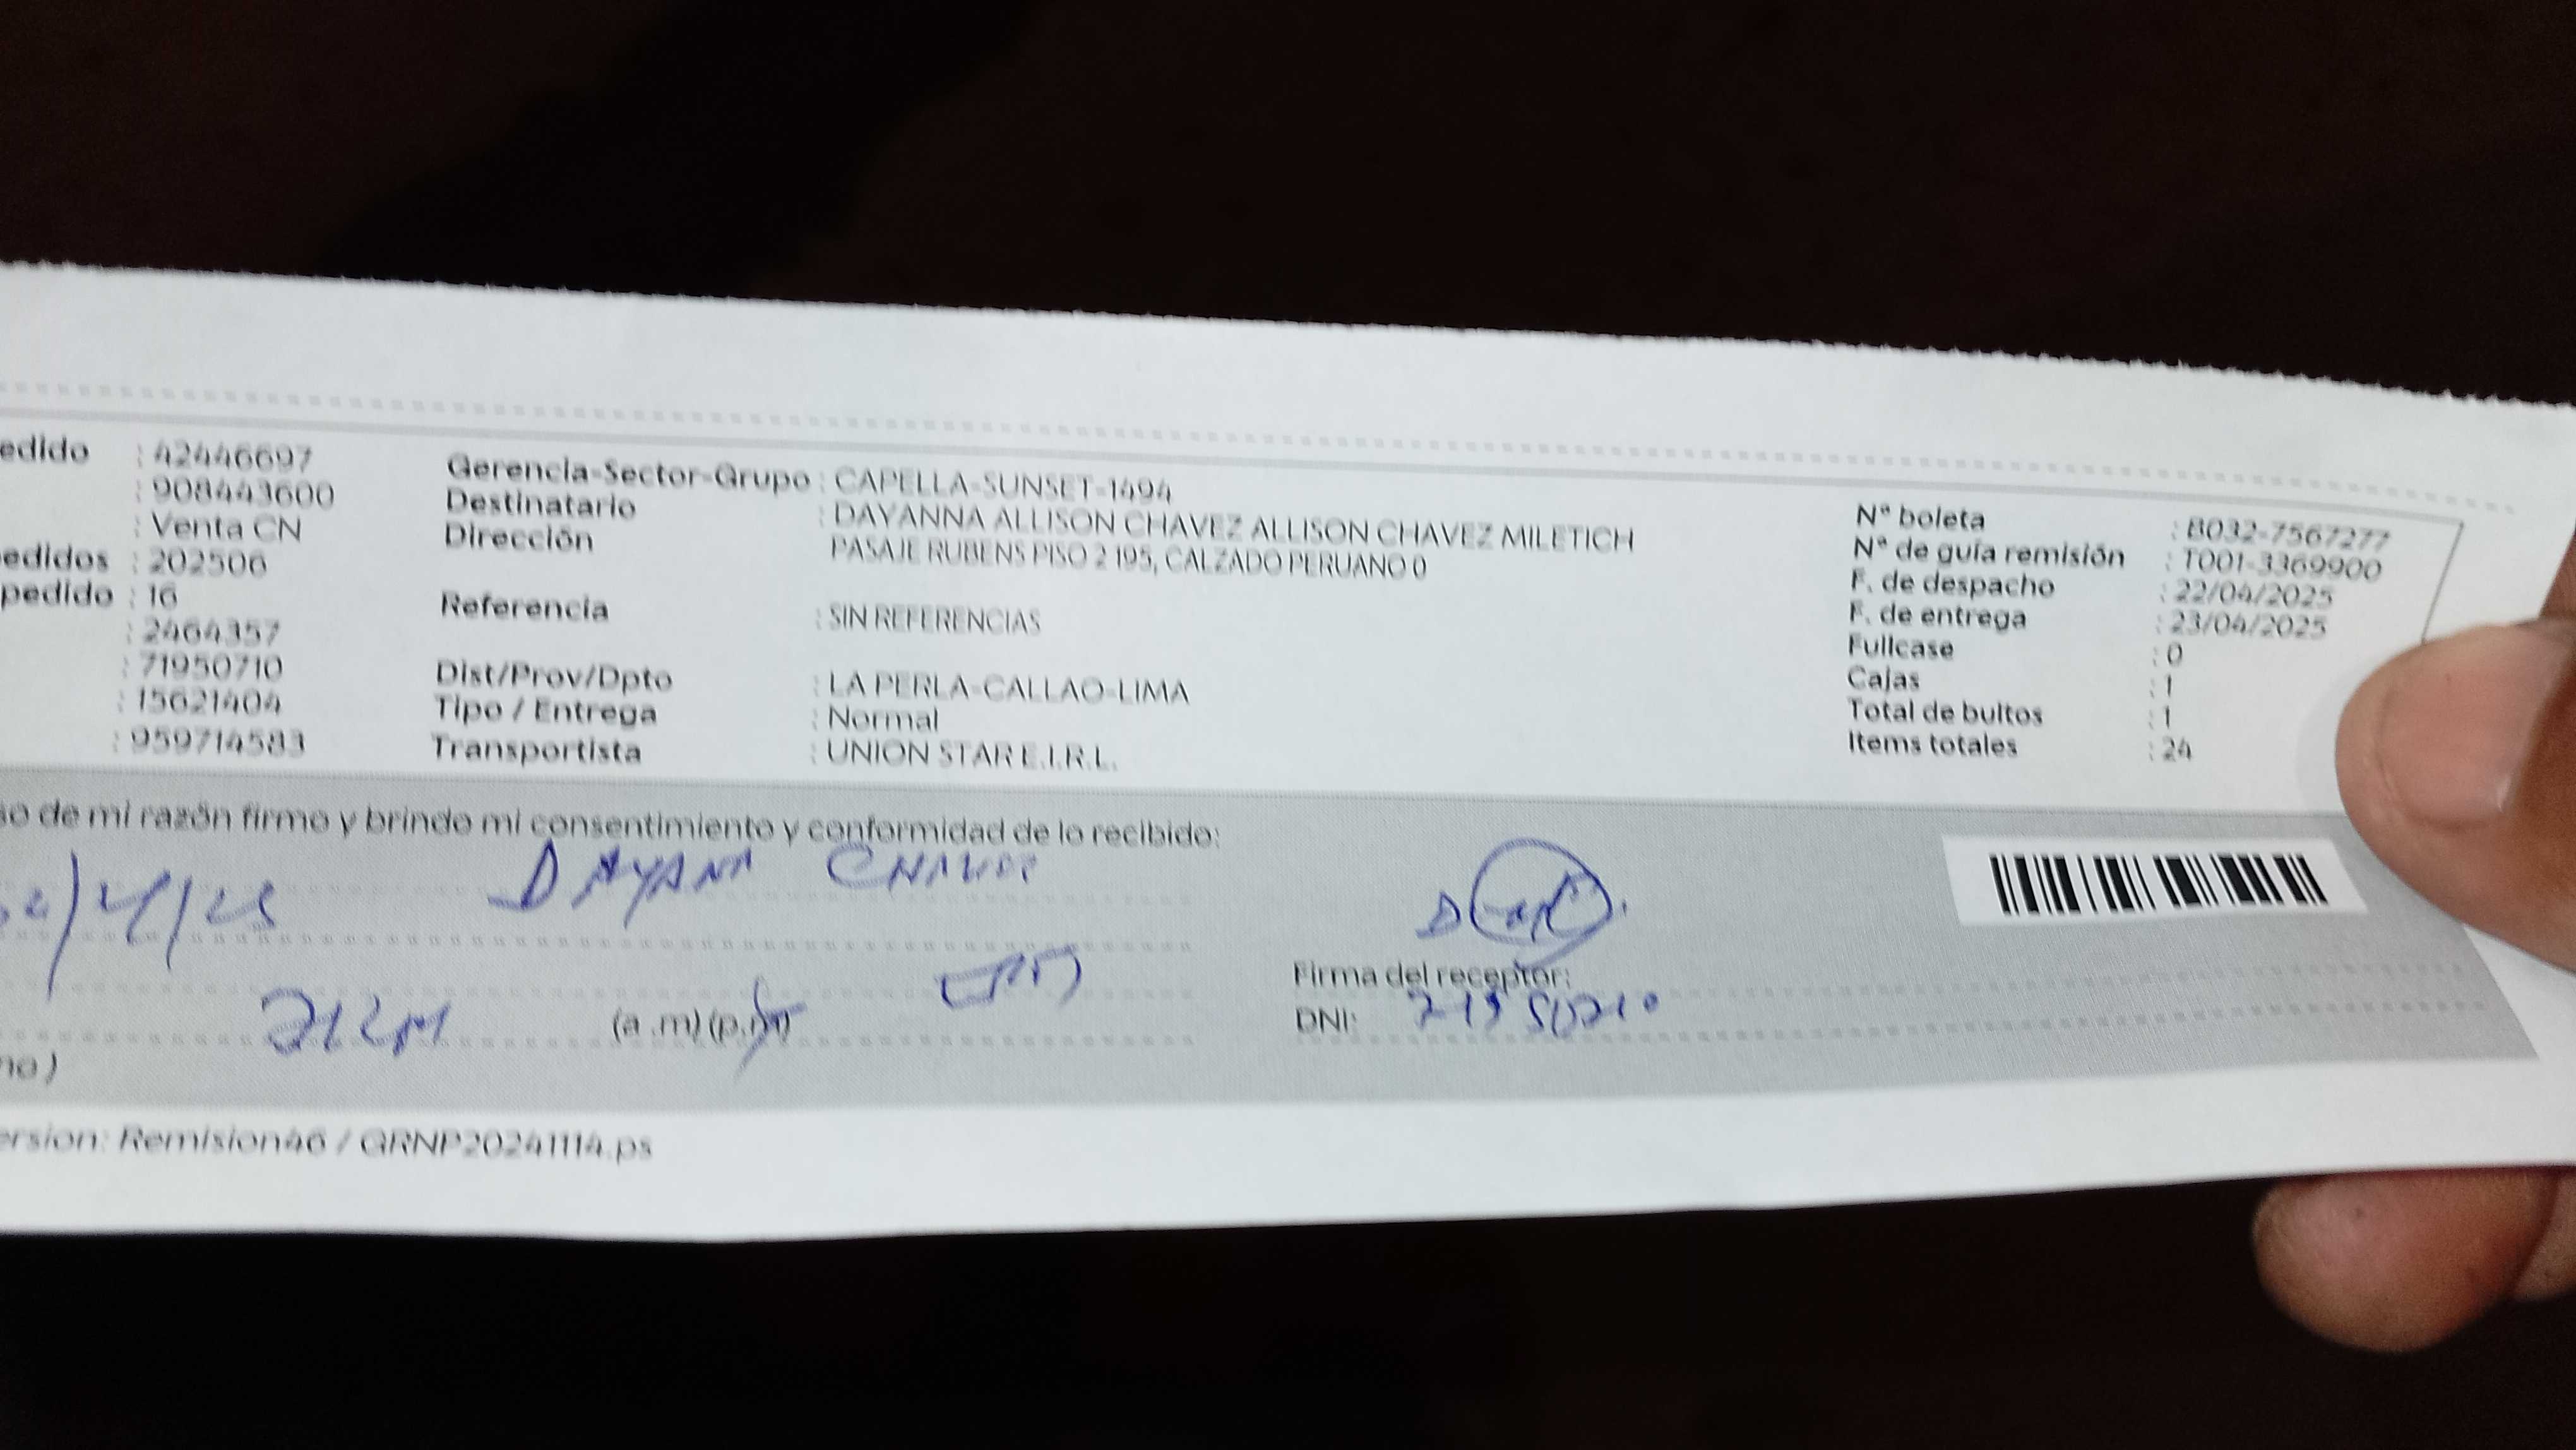 edido : 42446697
: 908443600
: Venta CN
edidos : 202506
pedido : 16
: 2464357
: 71950710
: 15621404
: 959714583
Gerencia-Sector-Grupo : CAPELLA-SUNSET-1494
Destinatario : DAYANNA ALLISON CHAVEZ ALLISON CHAVEZ MILETICH
Dirección PASAJE RUBENS PISO 2 195, CALZADO PERUANO 0
Referencia : SIN REFERENCIAS
Dist/Prov/Dpto : LA PERLA-CALLAO-LIMA
Tipo / Entrega : Normal
Transportista : UNION STAR E.I.R.L.
N° boleta : B032-7567277
N° de guía remisión : T001-3369900
F. de despacho : 22/04/2025
F. de entrega : 23/04/2025
Fullcase : 0
Cajas : 1
Total de bultos : 1
Items totales : 24
so de mi razón firmo y brindo mi consentimiento y conformidad de lo recibido:
DAYANA CHAVEZ
(a .m) (p.m)
Firma del receptor:
DNI: 71950710
no )
ersion: Remision46 / GRNP20241114.ps